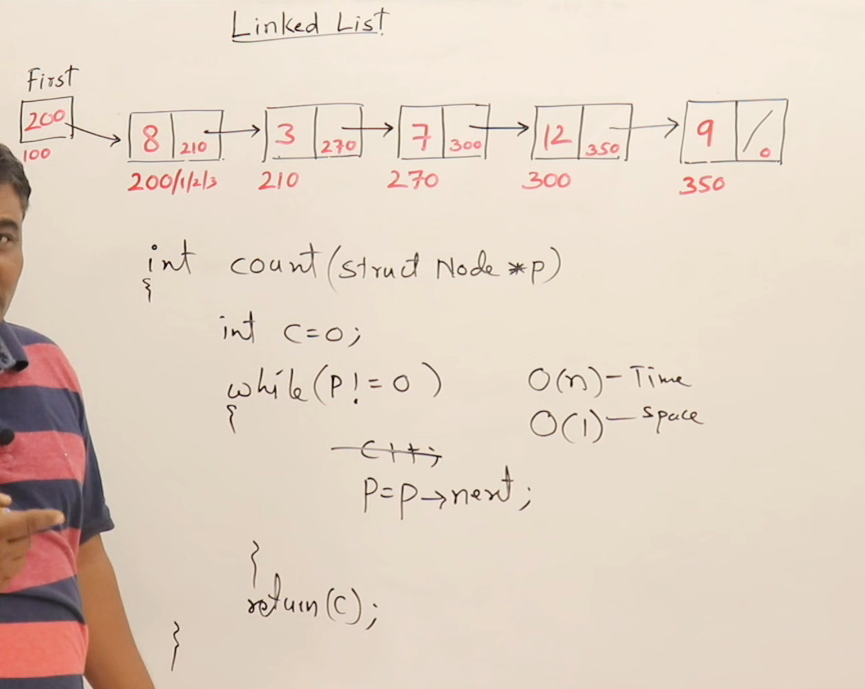 Linked List
First
200
100
8 210
3 270
7 300
12 350
9 / 0
200/1/2/3
210
270
300
350
int count(struct Node *p)
{
int c=0;
while(p!=0)
{
c++;
p=p→next;
}
return(c);
}
O(n)-Time
O(1)-Space